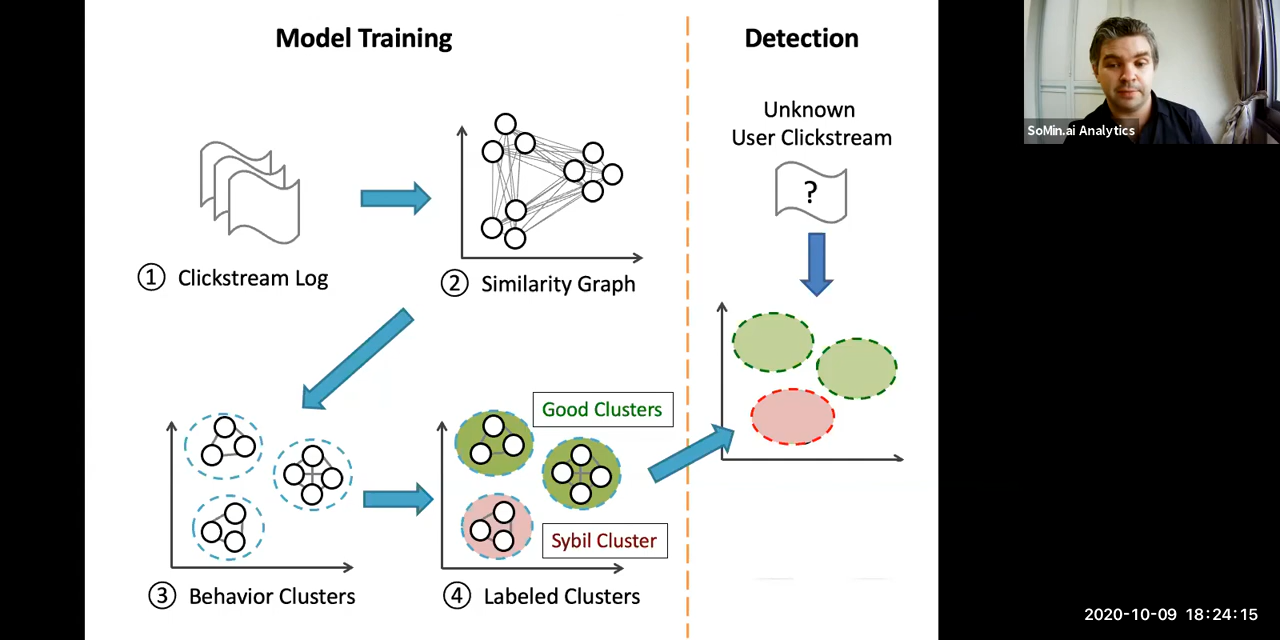 Model Training
Detection
Unknown
User Clickstream
?
① Clickstream Log
② Similarity Graph
Good Clusters
Sybil Cluster
③ Behavior Clusters
④ Labeled Clusters
SoMin.ai Analytics
2020-10-09 18:24:15